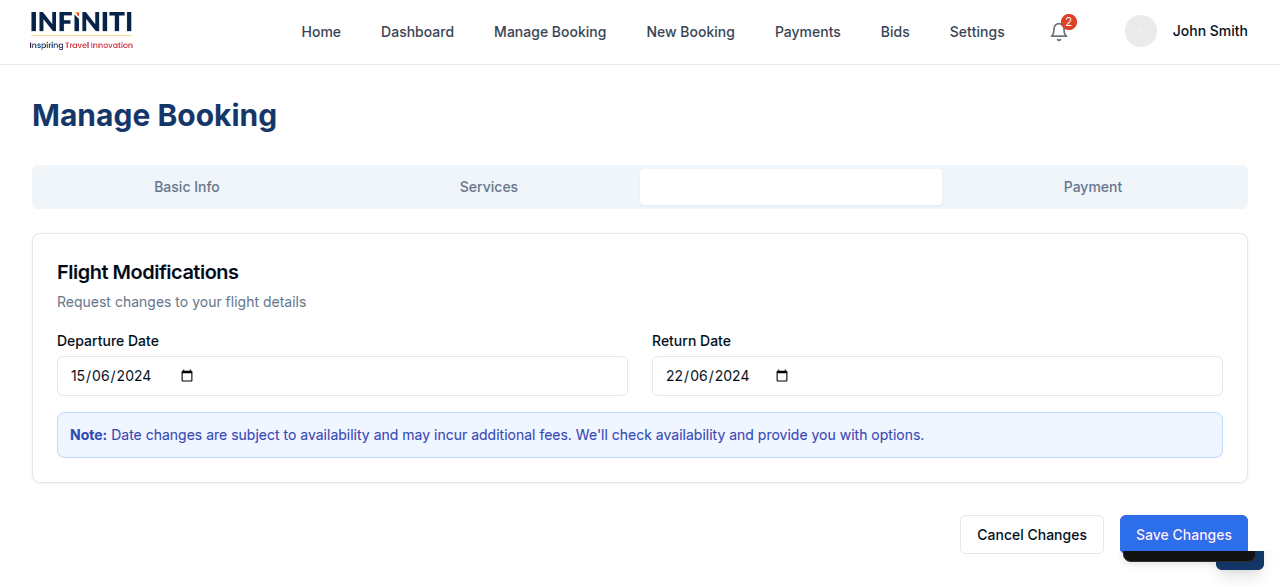 INFINITI
Inspiring Travel Innovation
Home Dashboard Manage Booking New Booking Payments Bids Settings 2 John Smith
Manage Booking
Basic Info Services Payment
Flight Modifications
Request changes to your flight details
Departure Date Return Date
15/06/2024 22/06/2024
Note: Date changes are subject to availability and may incur additional fees. We'll check availability and provide you with options.
Cancel Changes Save Changes